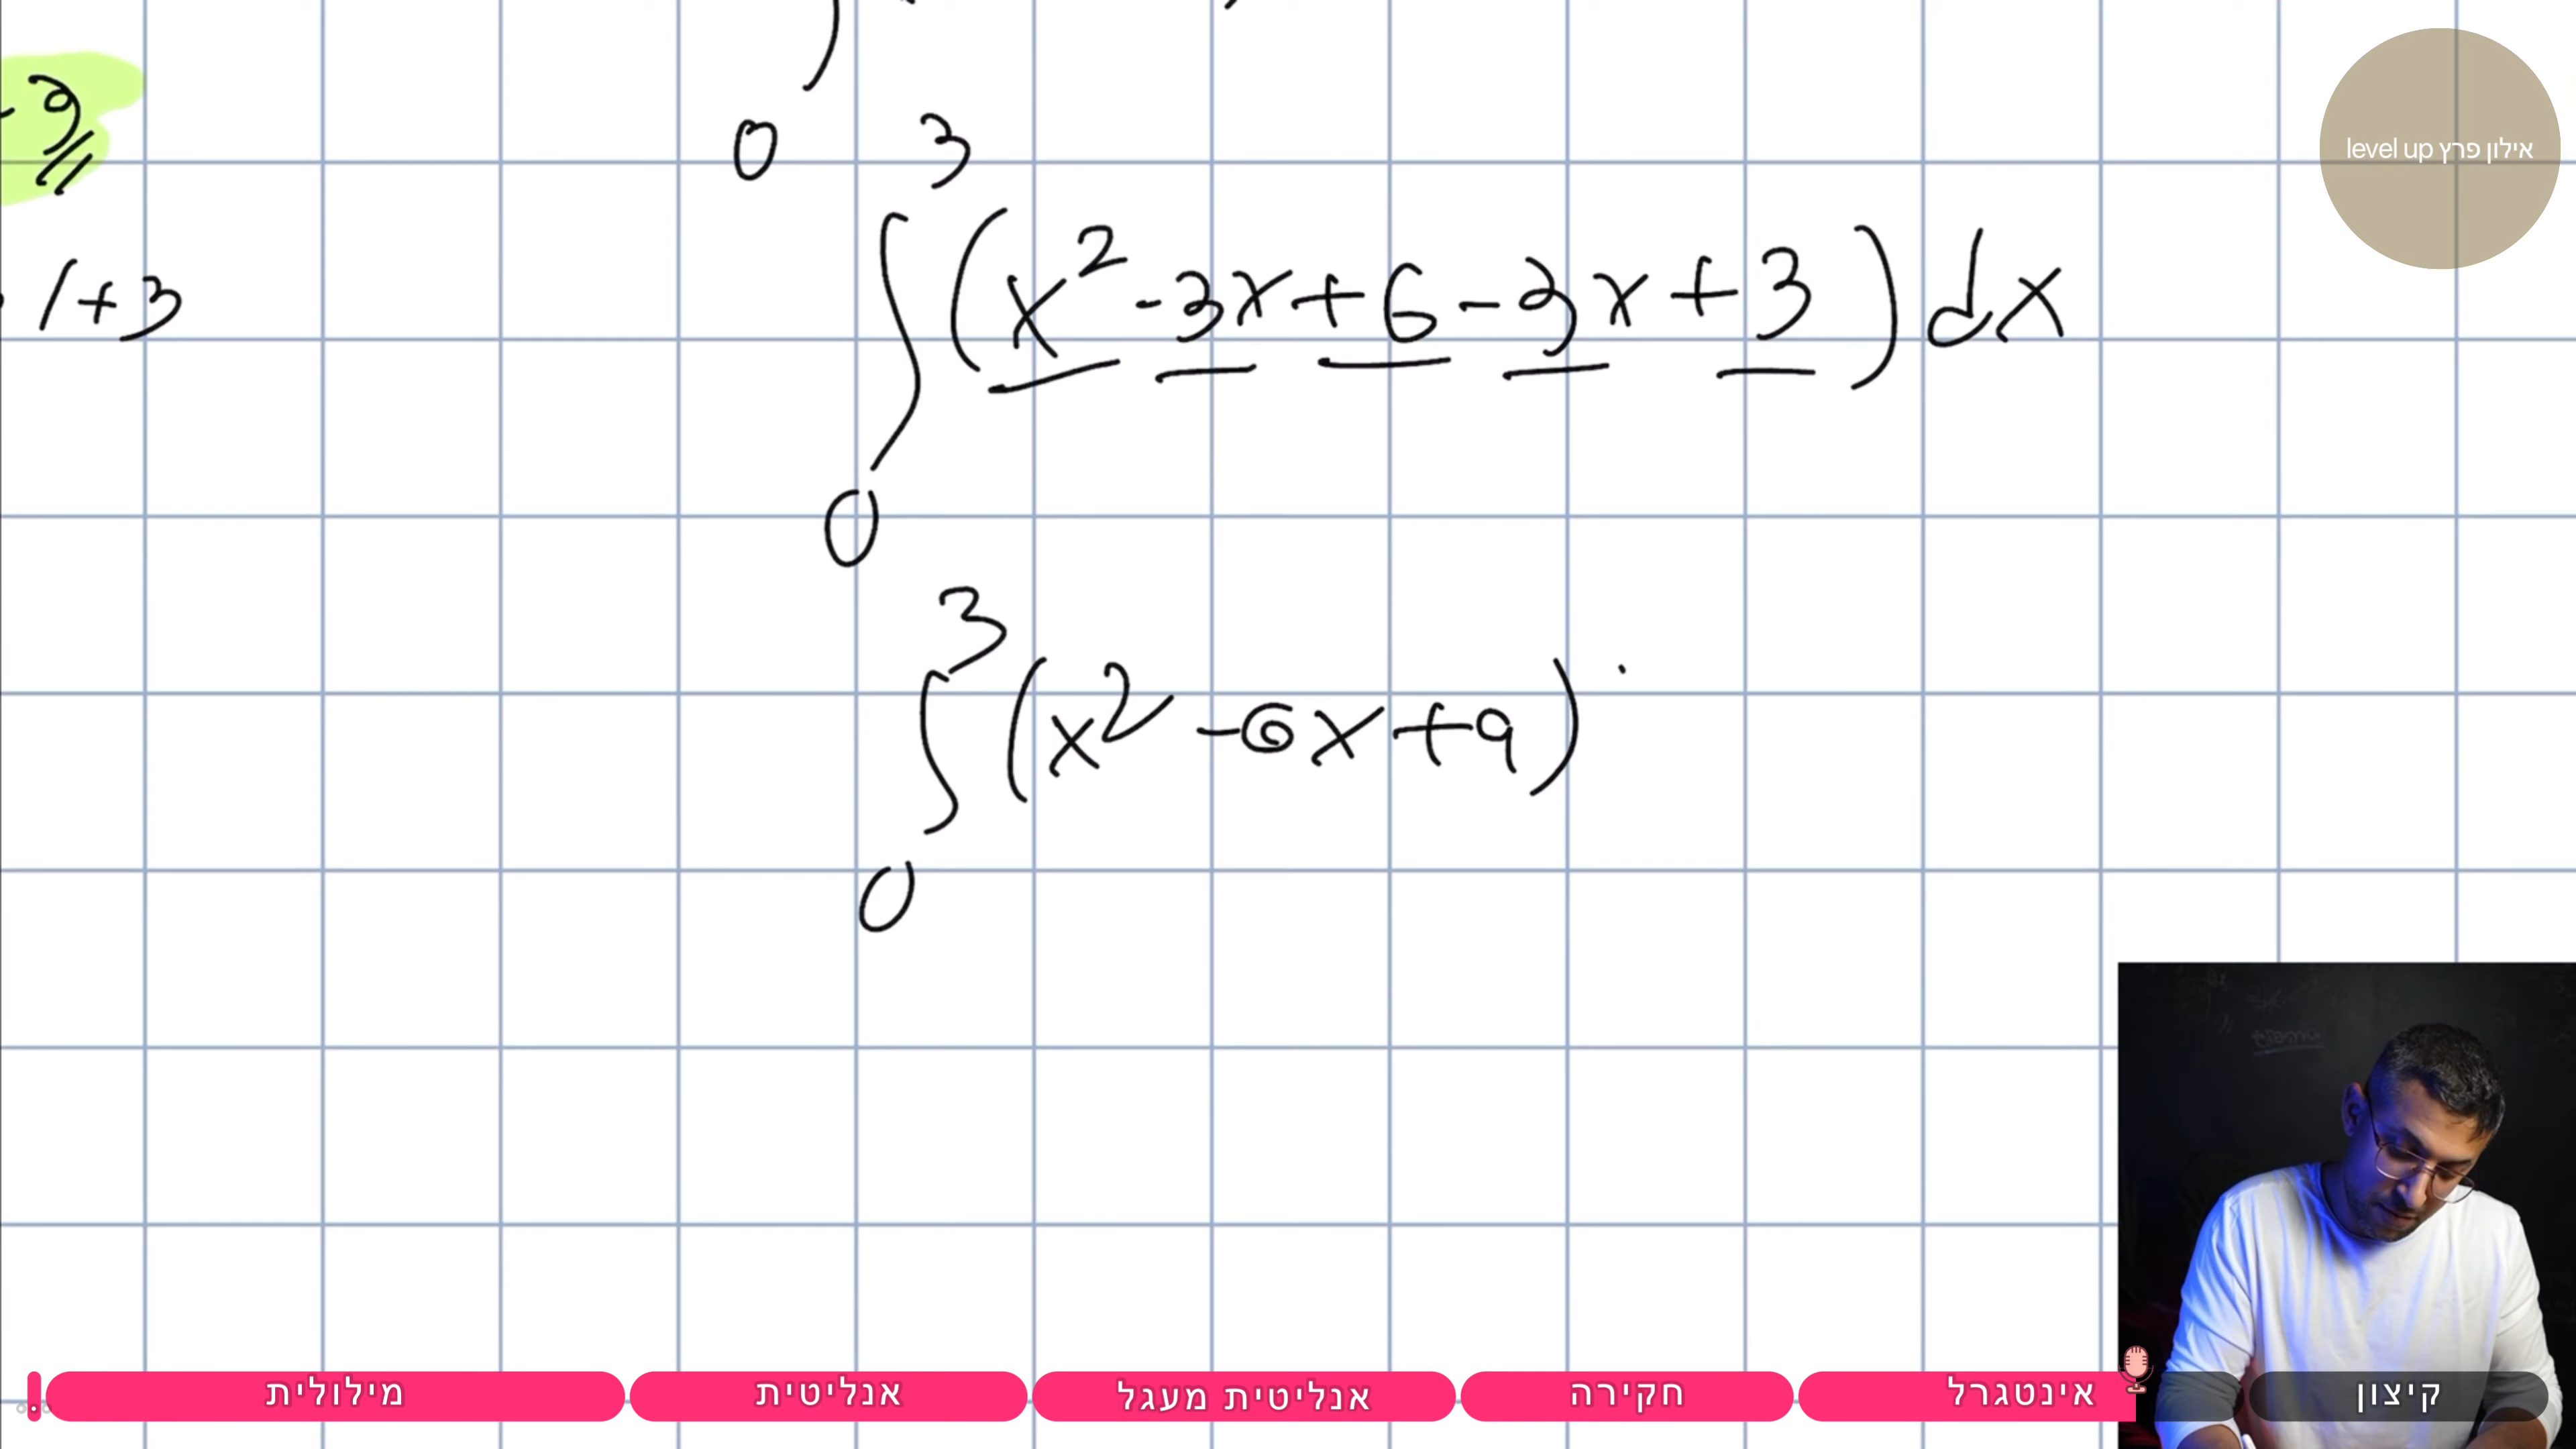 level up אילון פרץ
0 3
∫(x² -3x+6-3x+3)dx
/+3
0
3
∫(x² -6x+9)
0
מילולית
אנליטית
אנליטית מעגל
חקירה
אינטגרל
קיצון